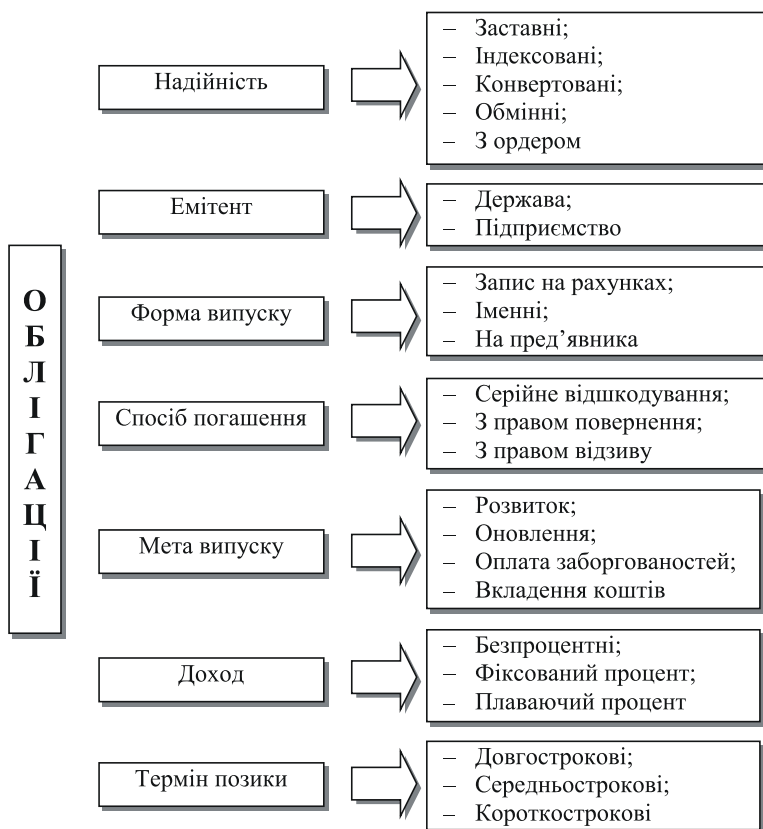 ОБЛІГАЦІЇ
Надійність
– Заставні;
– Індексовані;
– Конвертовані;
– Обмінні;
– З ордером
Емітент
– Держава;
– Підприємство
Форма випуску
– Запис на рахунках;
– Іменні;
– На пред’явника
Спосіб погашення
– Серійне відшкодування;
– З правом повернення;
– З правом відзиву
Мета випуску
– Розвиток;
– Оновлення;
– Оплата заборгованостей;
– Вкладення коштів
Доход
– Безпроцентні;
– Фіксований процент;
– Плаваючий процент
Термін позики
– Довгострокові;
– Середньострокові;
– Короткострокові